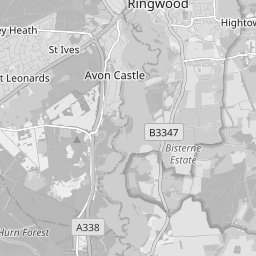 Ringwood
ey Heath
Hightow
St Ives
t Leonards
Avon Castle
B3347
Bisterne
Estate
A338
Hurn Forest